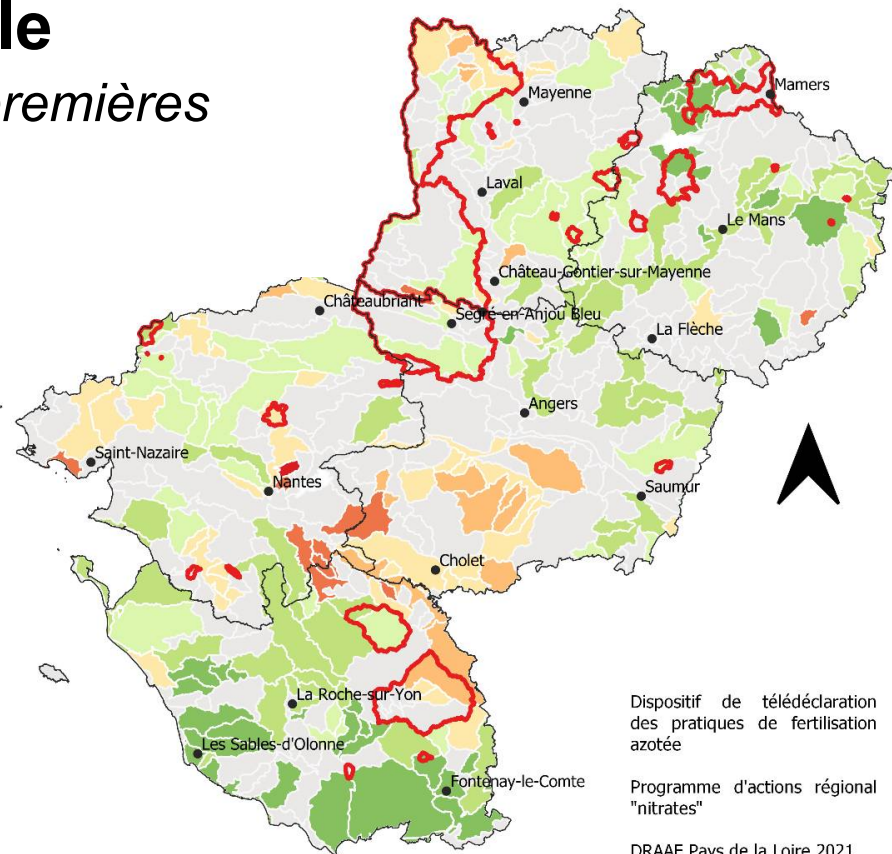 le
premières
Mayenne
Mamers
Laval
Le Mans
Château-Gontier-sur-Mayenne
Châteaubriant
Segré-en-Anjou Bleu
La Flèche
Angers
Saint-Nazaire
Nantes
Saumur
Cholet
La Roche-sur-Yon
Les Sables-d'Olonne
Fontenay-le-Comte
Dispositif de télédéclaration
des pratiques de fertilisation
azotée
Programme d'actions régional
"nitrates"
DRAAF Pays de la Loire 2021